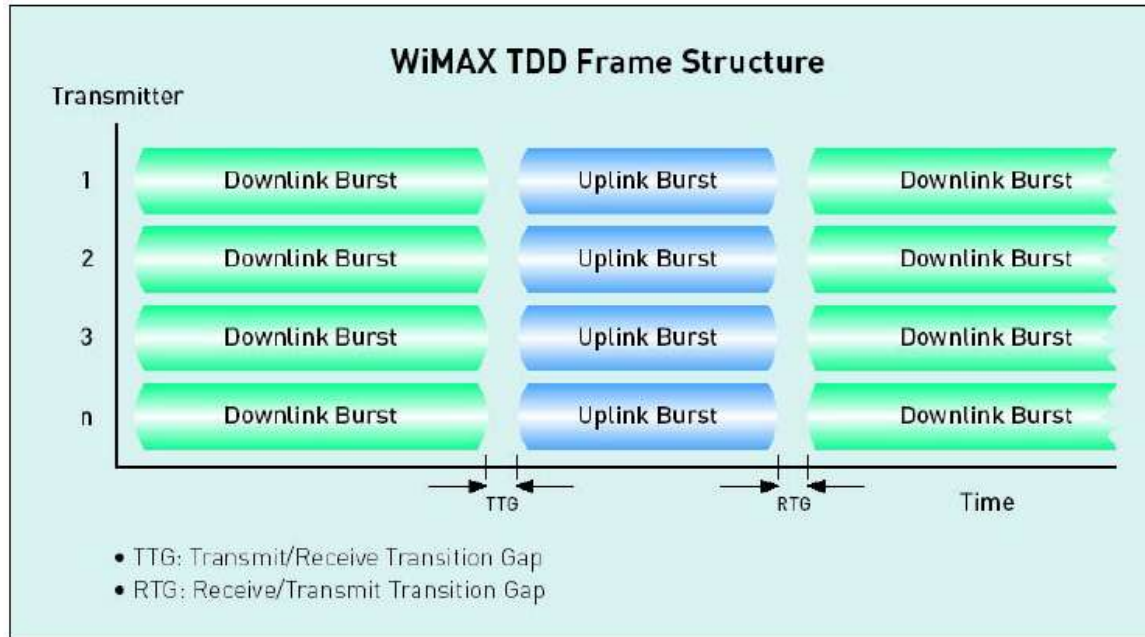 WiMAX TDD Frame Structure
Transmitter
1 Downlink Burst Uplink Burst Downlink Burst
2 Downlink Burst Uplink Burst Downlink Burst
3 Downlink Burst Uplink Burst Downlink Burst
n Downlink Burst Uplink Burst Downlink Burst
TTG RTG Time
• TTG: Transmit/Receive Transition Gap
• RTG: Receive/Transmit Transition Gap